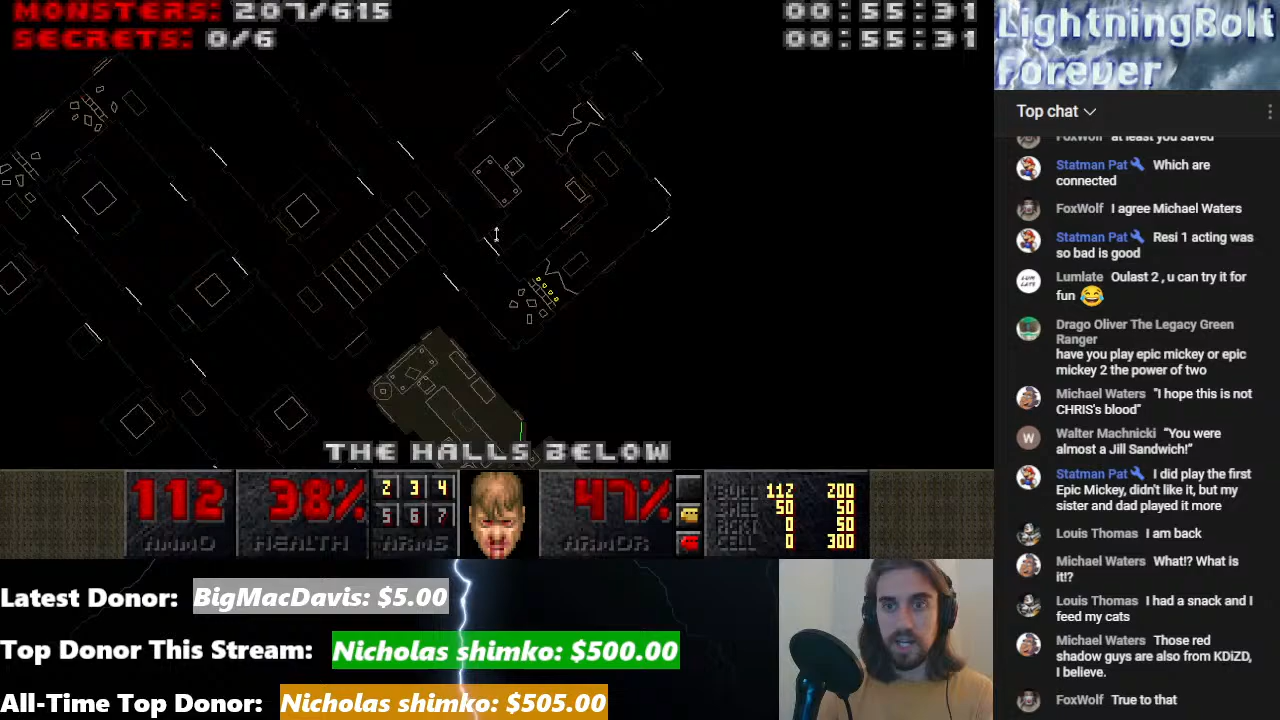 MONSTERS: 207/615
00:55:31
SECRETS: 0/6
00:55:31
THE HALLS BELOW
112
AMMO
38%
HEALTH
2 3 4
5 6 7
ARMS
47%
ARMOR
BULL 112 200
SHEL 50 50
RCKT 0 50
CELL 0 300
Latest Donor: BigMacDavis: $5.00
Top Donor This Stream: Nicholas shimko: $500.00
All-Time Top Donor: Nicholas shimko: $505.00
LightningBolt
Forever
Top chat
FoxWolf at least you saved
Statman Pat Which are
connected
FoxWolf I agree Michael Waters
Statman Pat Resi 1 acting was
so bad is good
Lumlate Oulast 2 , u can try it for
fun 😂
Drago Oliver The Legacy Green
Ranger
have you play epic mickey or epic
mickey 2 the power of two
Michael Waters "I hope this is not
CHRIS's blood"
Walter Machnicki “You were
almost a Jill Sandwich!”
Statman Pat I did play the first
Epic Mickey, didn't like it, but my
sister and dad played it more
Louis Thomas I am back
Michael Waters What!? What is
it!?
Louis Thomas I had a snack and I
feed my cats
Michael Waters Those red
shadow guys are also from KDiZD,
I believe.
FoxWolf True to that